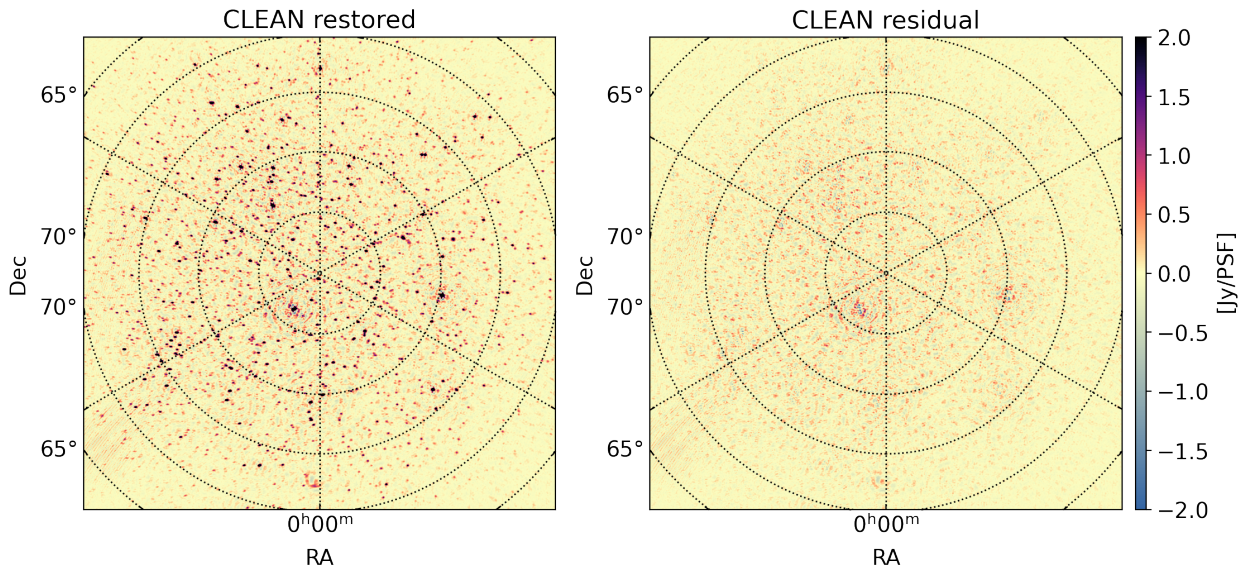 CLEAN restored
CLEAN residual
65°
70°
70°
65°
Dec
0ʰ00ᵐ
RA
65°
70°
70°
65°
Dec
0ʰ00ᵐ
RA
2.0
1.5
1.0
0.5
0.0
−0.5
−1.0
−1.5
−2.0
[Jy/PSF]